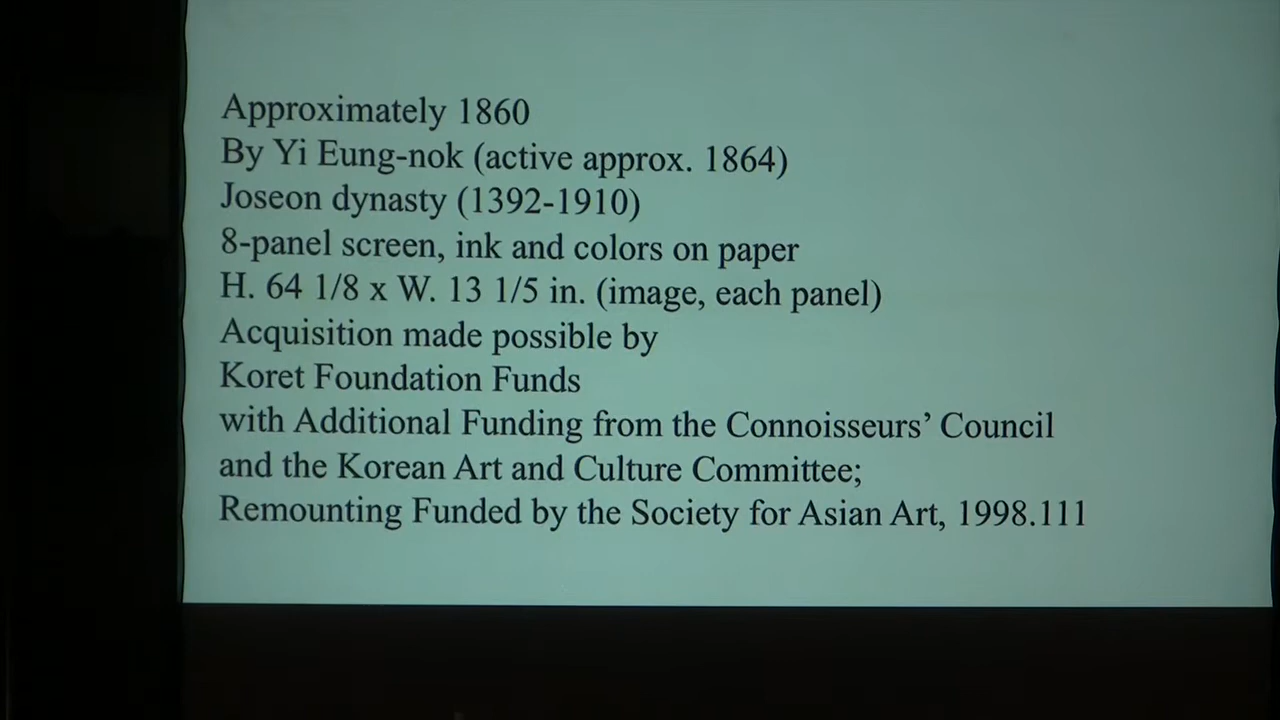 Approximately 1860
By Yi Eung-nok (active approx. 1864)
Joseon dynasty (1392-1910)
8-panel screen, ink and colors on paper
H. 64 1/8 x W. 13 1/5 in. (image, each panel)
Acquisition made possible by
Koret Foundation Funds
with Additional Funding from the Connoisseurs’ Council
and the Korean Art and Culture Committee;
Remounting Funded by the Society for Asian Art, 1998.111